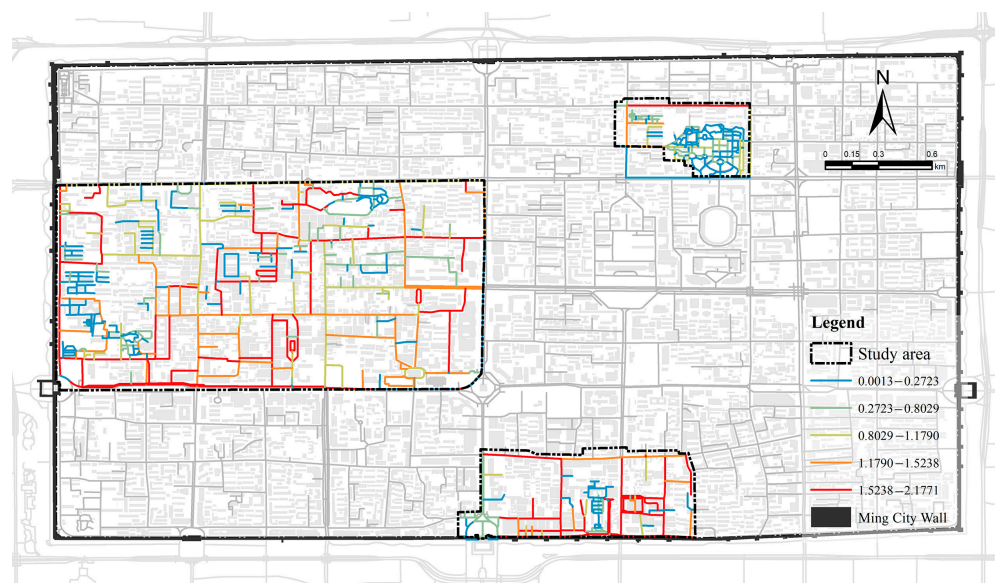 N
0 0.15 0.3 0.6
km
Legend
Study area
0.0013−0.2723
0.2723−0.8029
0.8029−1.1790
1.1790−1.5238
1.5238−2.1771
Ming City Wall